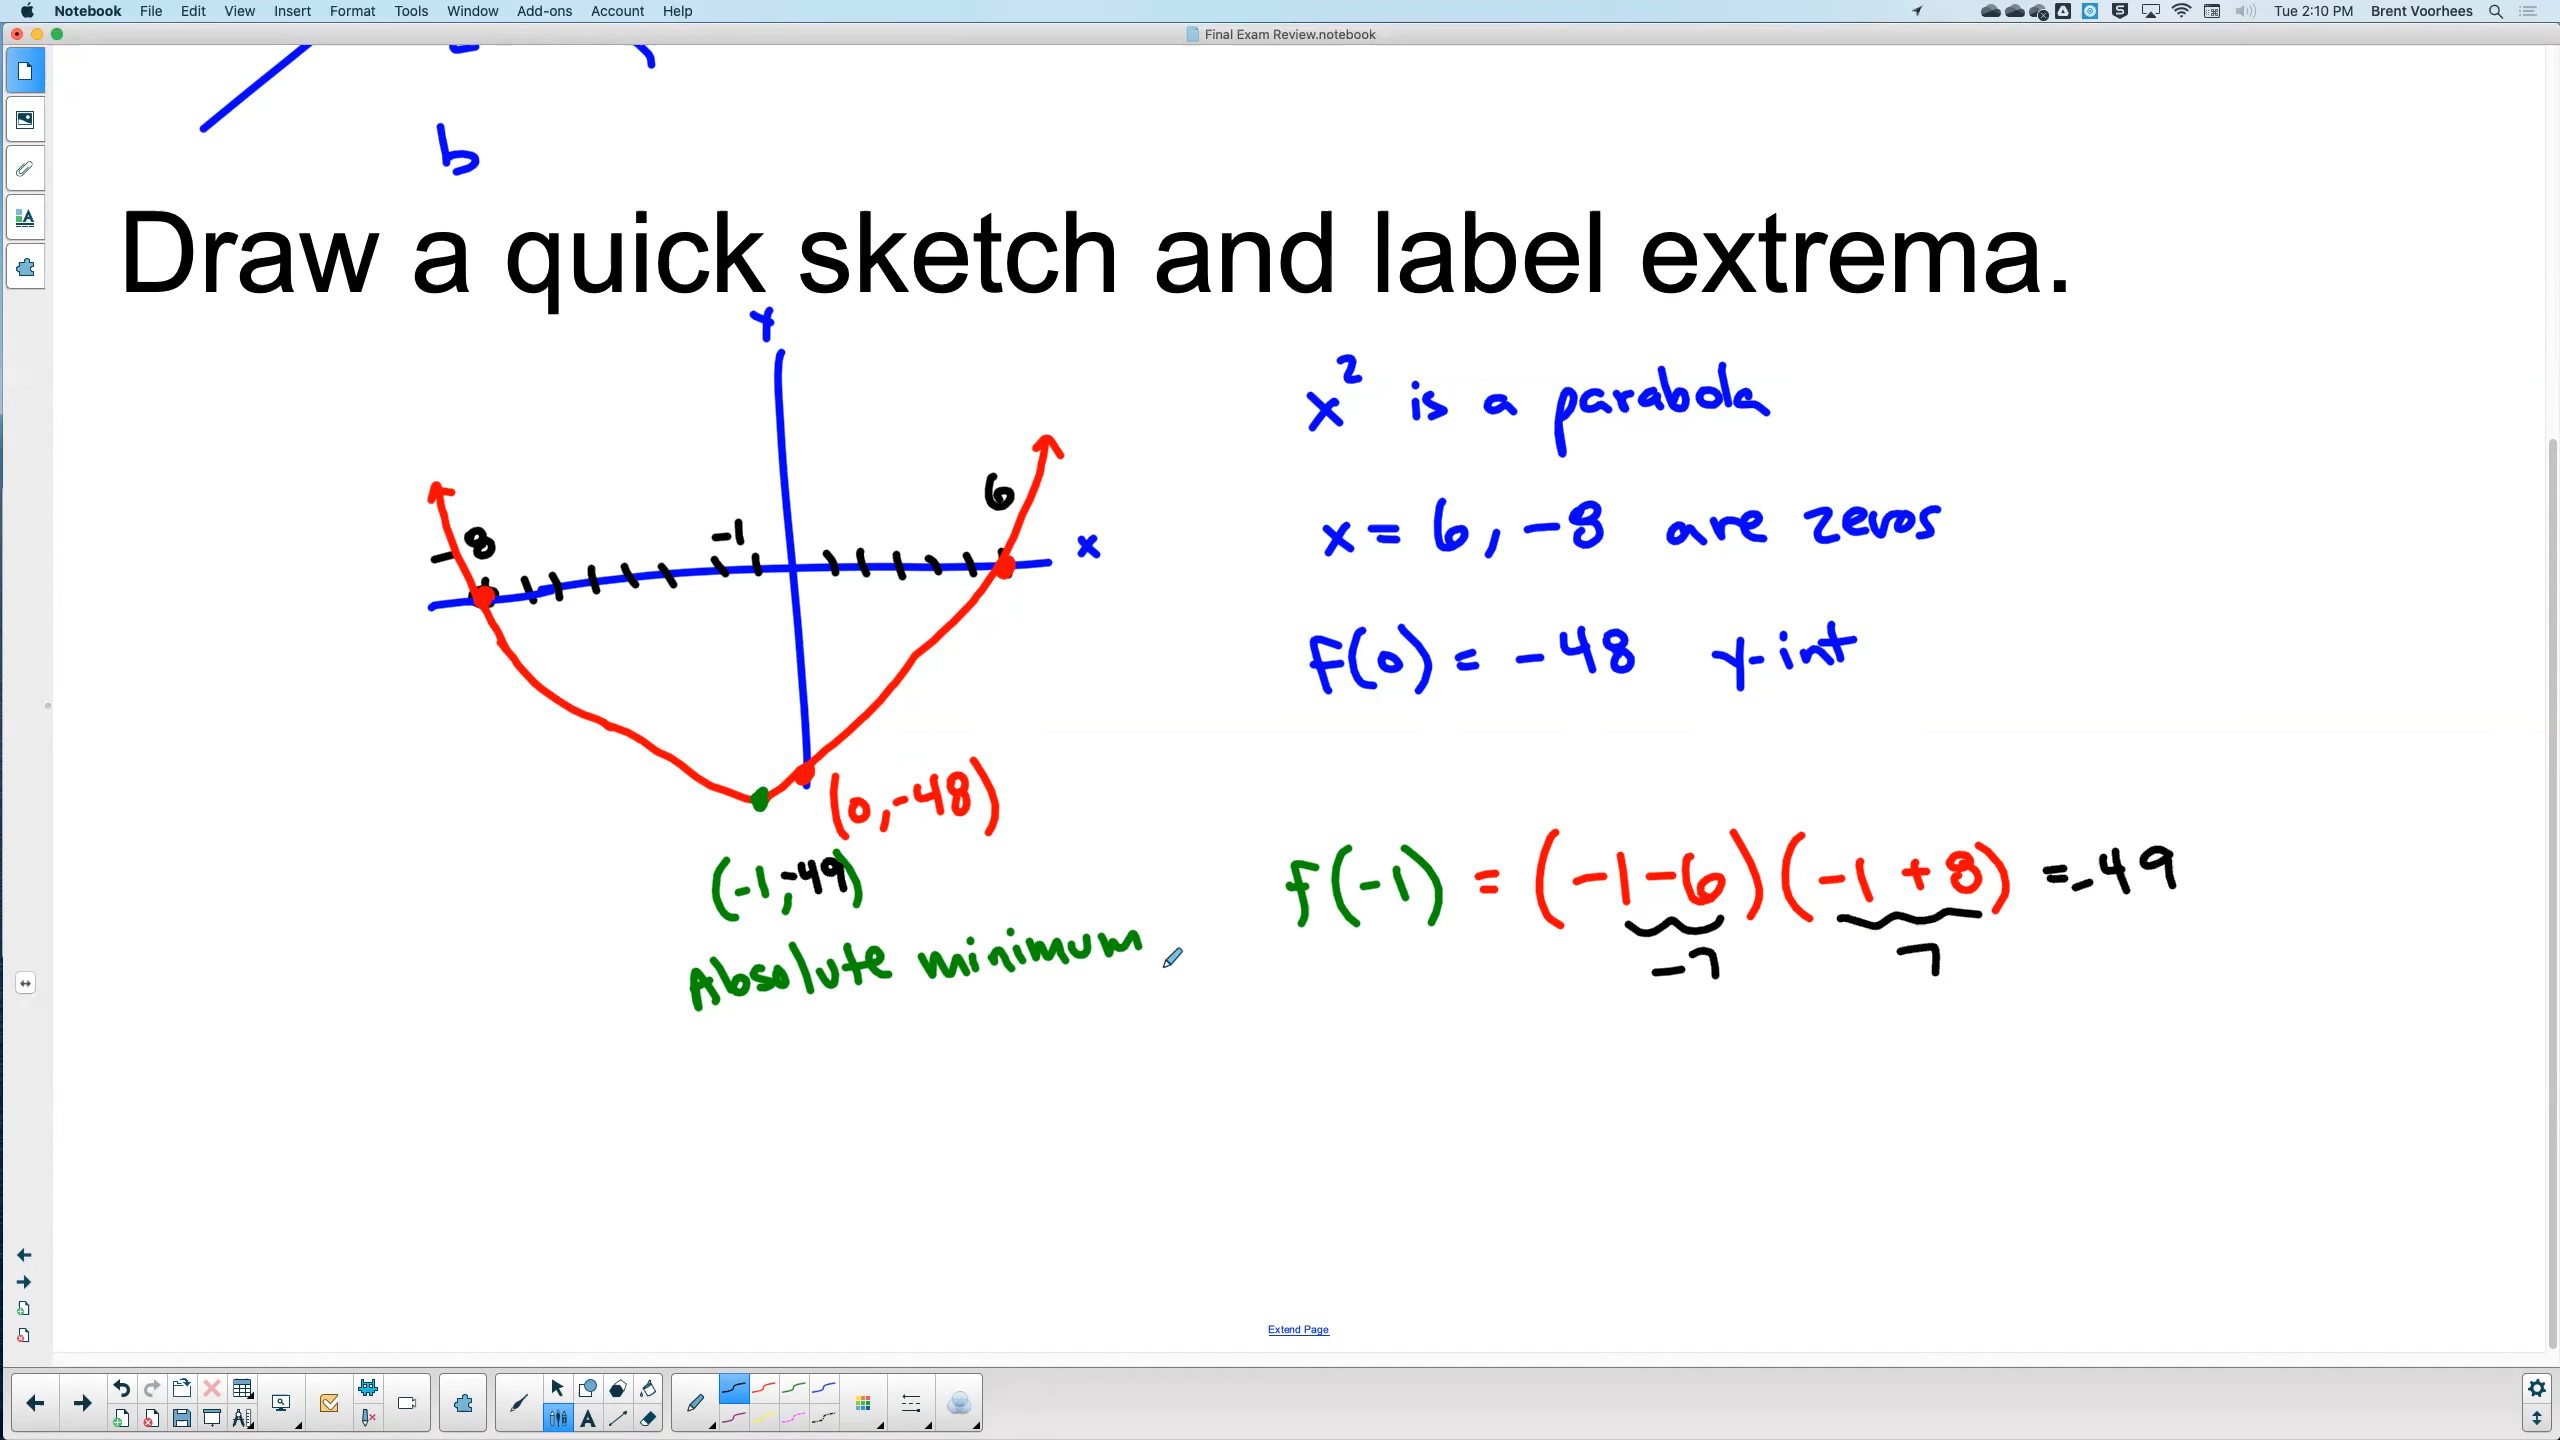 Notebook File Edit View Insert Format Tools Window Add-ons Account Help Tue 2:10 PM Brent Voorhees
Final Exam Review.notebook
b
Draw a quick sketch and label extrema.
Y
x² is a parabola
6
-8
-1
x
x = 6, -8 are zeros
f(0) = -48 y-int
(0, -48)
(-1, -49)
f(-1) = (-1 - 6)(-1 + 8) = -49
-7 7
Absolute minimum
Extend Page